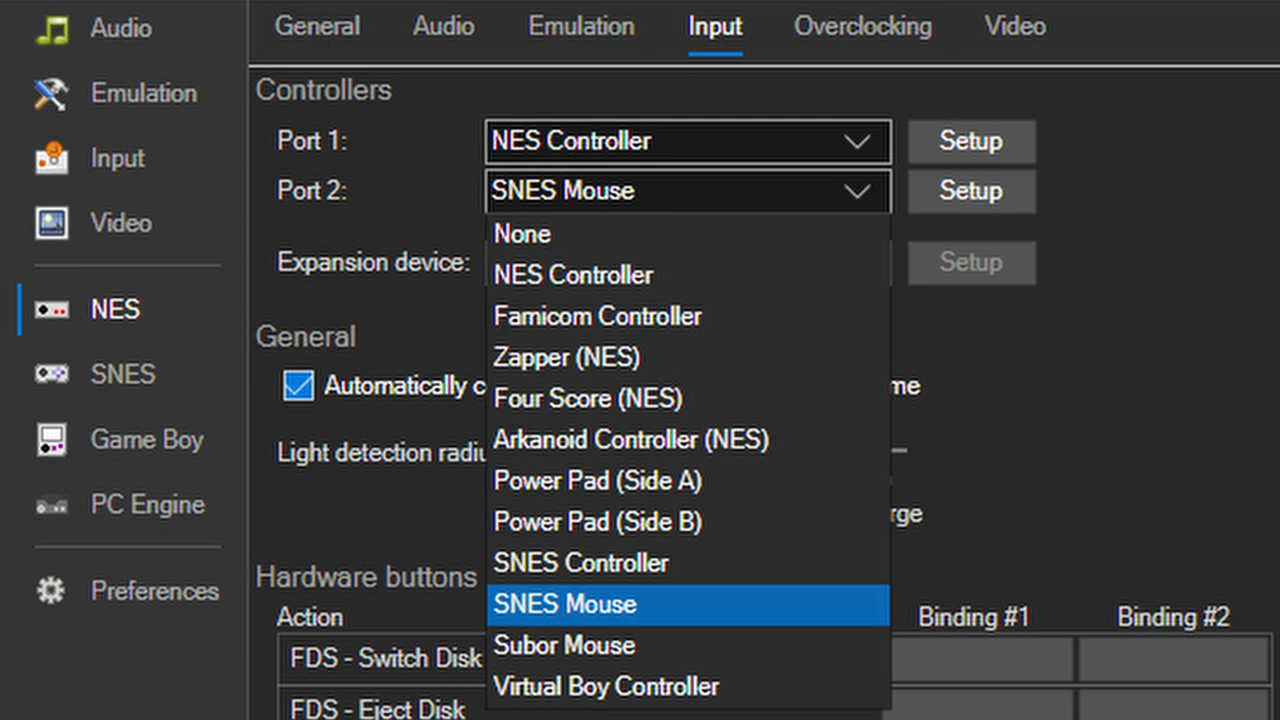 Audio
Emulation
Input
Video
NES
SNES
Game Boy
PC Engine
Preferences
General Audio Emulation Input Overclocking Video
Controllers
Port 1: NES Controller Setup
Port 2: SNES Mouse Setup
Expansion device: Setup
None
NES Controller
Famicom Controller
Zapper (NES)
Four Score (NES)
Arkanoid Controller (NES)
Power Pad (Side A)
Power Pad (Side B)
SNES Controller
SNES Mouse
Subor Mouse
Virtual Boy Controller
General
Automatically
Light detection
Hardware buttons
Action Binding #1 Binding #2
FDS - Switch Disk
FDS - Eject Disk